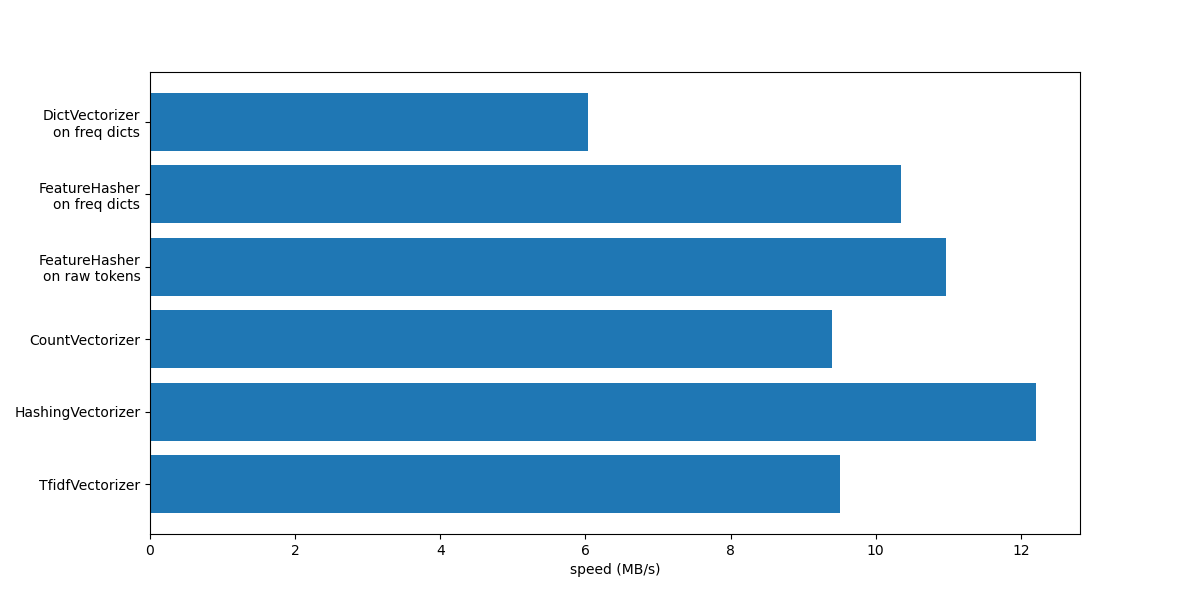 DictVectorizer
on freq dicts
FeatureHasher
on freq dicts
FeatureHasher
on raw tokens
CountVectorizer
HashingVectorizer
TfidfVectorizer
0 2 4 6 8 10 12
speed (MB/s)